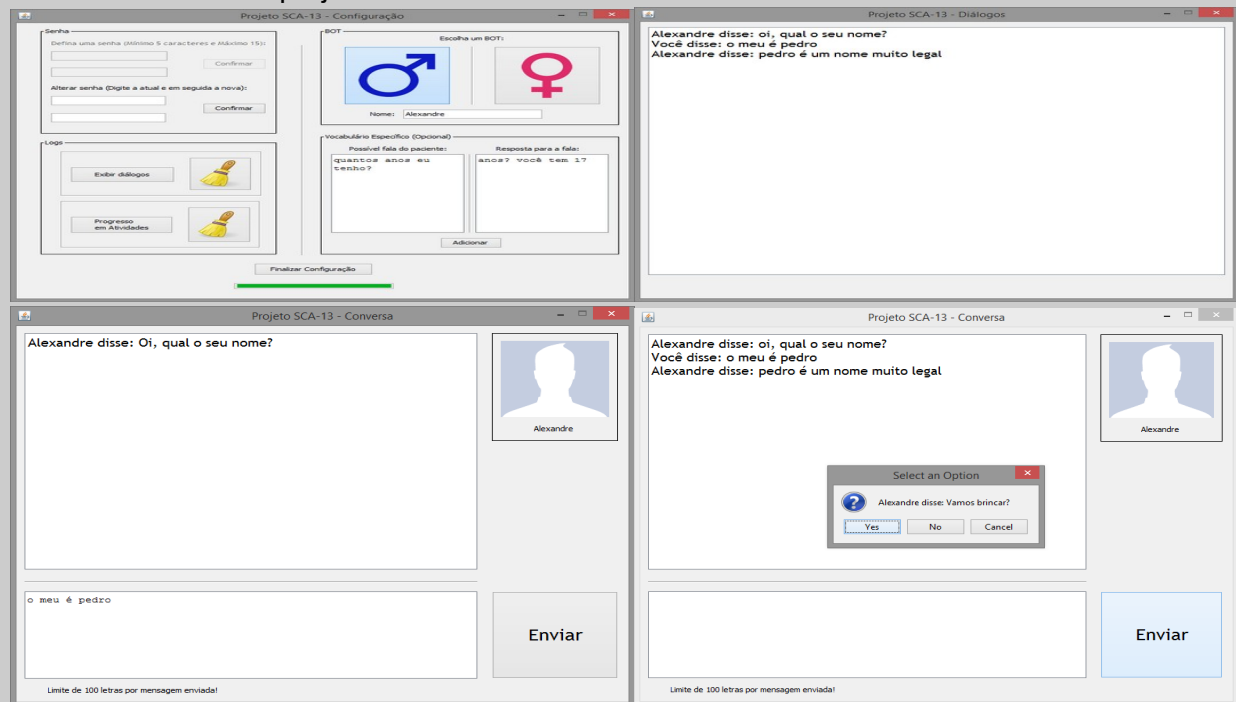 Projeto SCA-13 - Configuração
Senha
Defina uma senha (Mínimo 5 caracteres e Máximo 15):
Confirmar
Alterar senha (Digite a atual e em seguida a nova):
Confirmar
Logs
Exibir diálogos
Progresso
em Atividades
BOT
Escolha um BOT:
Nome: Alexandre
Vocabulário Específico (Opcional)
Possível fala do paciente:
Resposta para a fala:
quantos anos eu
tenho?
anos? você tem 17
Adicionar
Finalizar Configuração
Projeto SCA-13 - Diálogos
Alexandre disse: oi, qual o seu nome?
Você disse: o meu é pedro
Alexandre disse: pedro é um nome muito legal
Projeto SCA-13 - Conversa
Alexandre disse: Oi, qual o seu nome?
Alexandre
o meu é pedro
Enviar
Limite de 100 letras por mensagem enviada!
Projeto SCA-13 - Conversa
Alexandre disse: oi, qual o seu nome?
Você disse: o meu é pedro
Alexandre disse: pedro é um nome muito legal
Alexandre
Select an Option
Alexandre disse: Vamos brincar?
Yes No Cancel
Enviar
Limite de 100 letras por mensagem enviada!